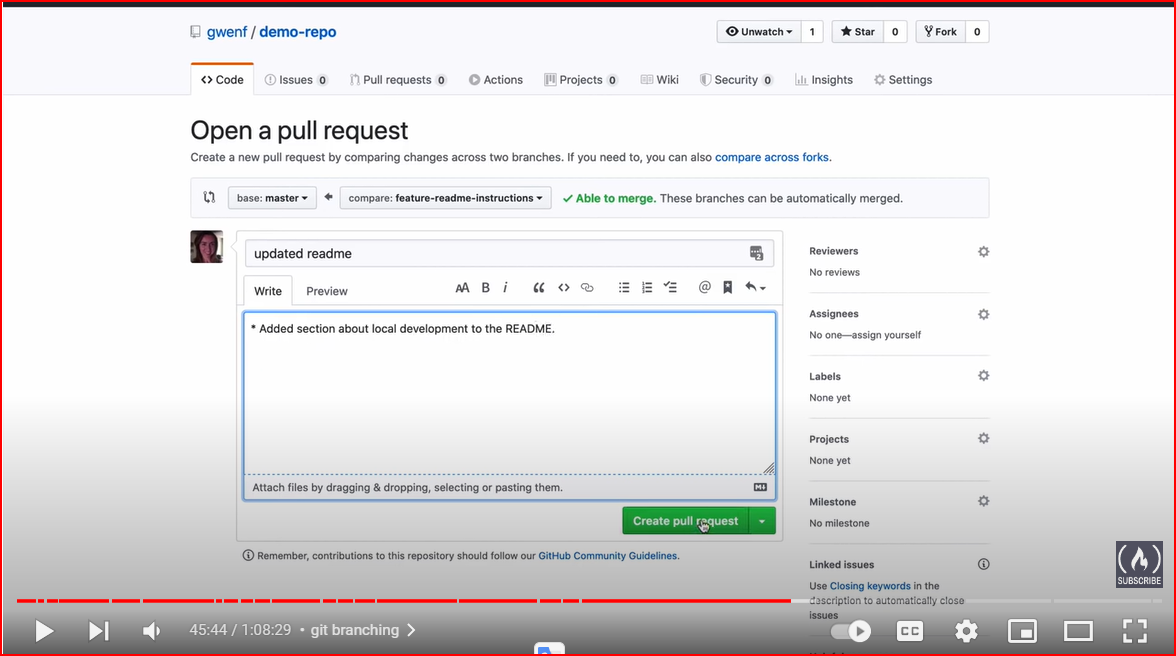 gwenf / demo-repo
Unwatch 1 Star 0 Fork 0
Code Issues 0 Pull requests 0 Actions Projects 0 Wiki Security 0 Insights Settings
Open a pull request
Create a new pull request by comparing changes across two branches. If you need to, you can also compare across forks.
base: master compare: feature-readme-instructions ✓ Able to merge. These branches can be automatically merged.
updated readme
Write Preview
* Added section about local development to the README.
Attach files by dragging & dropping, selecting or pasting them.
Create pull request
Remember, contributions to this repository should follow our GitHub Community Guidelines.
Reviewers
No reviews
Assignees
No one—assign yourself
Labels
None yet
Projects
None yet
Milestone
No milestone
Linked issues
Use Closing keywords in the
description to automatically close
issues
SUBSCRIBE
45:44 / 1:08:29 • git branching
CC